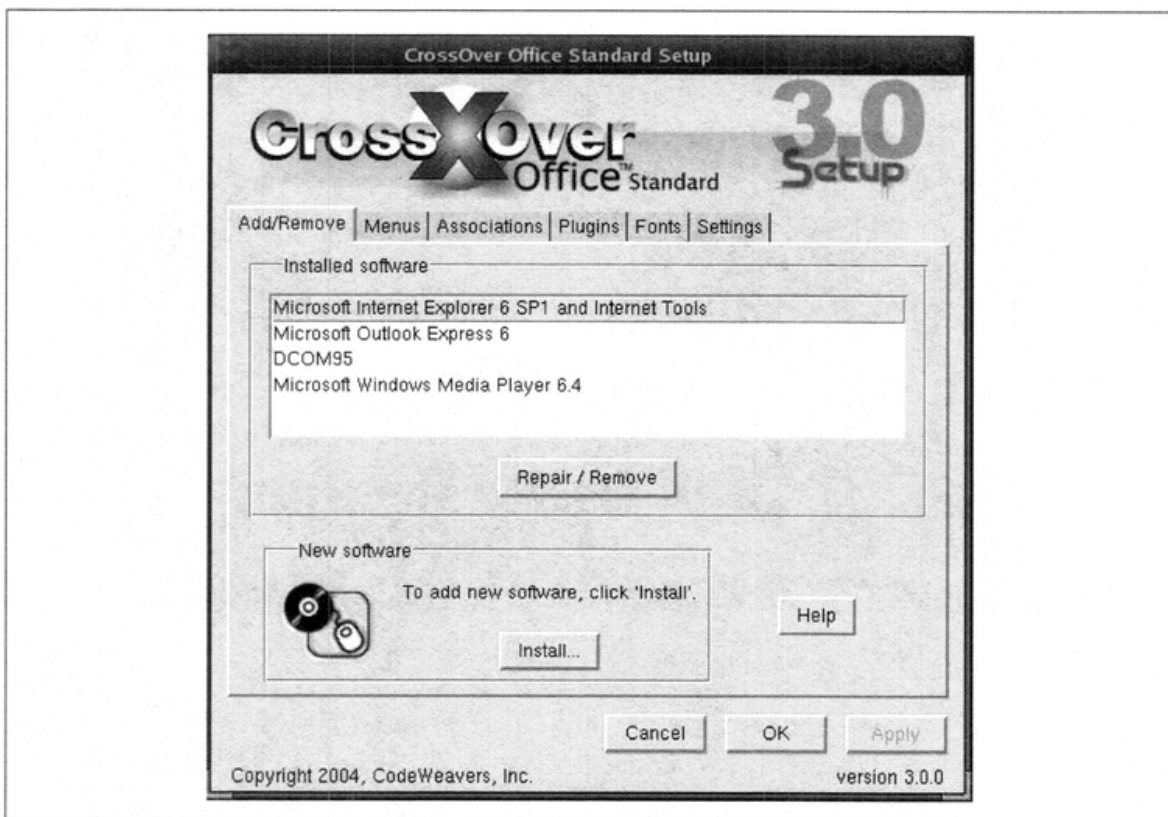 CrossOver Office Standard Setup
CrossOver
Office™ Standard
3.0
Setup
Add/Remove Menus Associations Plugins Fonts Settings
Installed software
Microsoft Internet Explorer 6 SP1 and Internet Tools
Microsoft Outlook Express 6
DCOM95
Microsoft Windows Media Player 6.4
Repair / Remove
New software
To add new software, click 'Install'.
Install...
Help
Cancel OK Apply
Copyright 2004, CodeWeavers, Inc. version 3.0.0